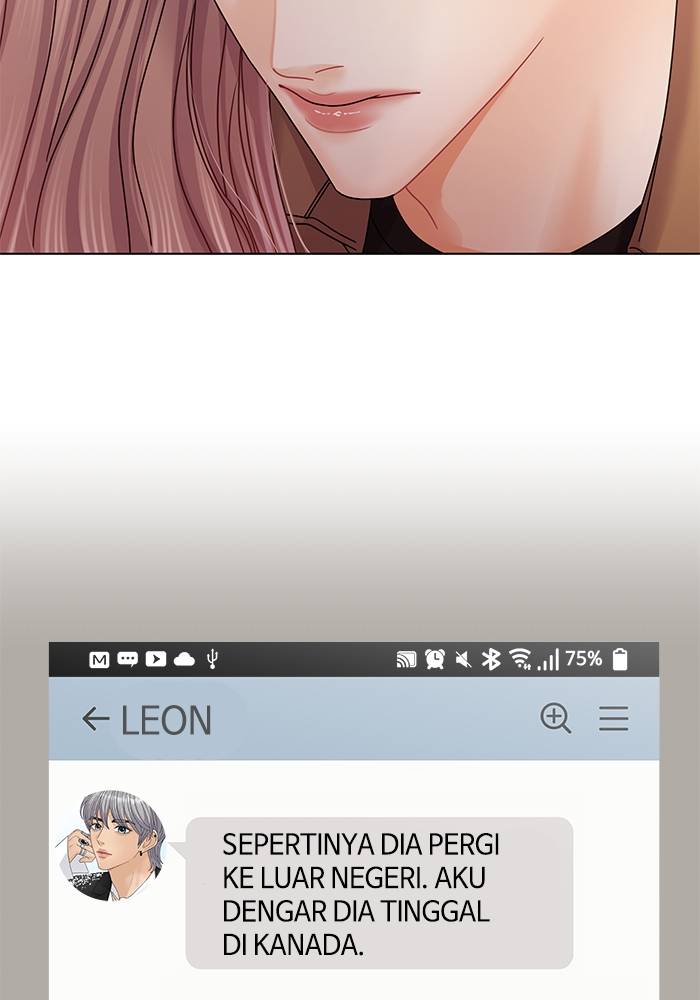 M
75%
LEON
SEPERTINYA DIA PERGI
KE LUAR NEGERI. AKU
DENGAR DIA TINGGAL
DI KANADA.